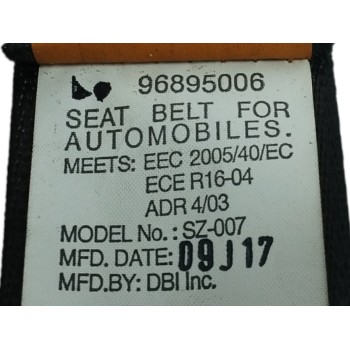 96895006
SEAT BELT FOR
AUTOMOBILES.
MEETS: EEC 2005/40/EC
ECE R16-04
ADR 4/03
MODEL No.: SZ-007
MFD. DATE: 09J17
MFD.BY: DBI Inc.